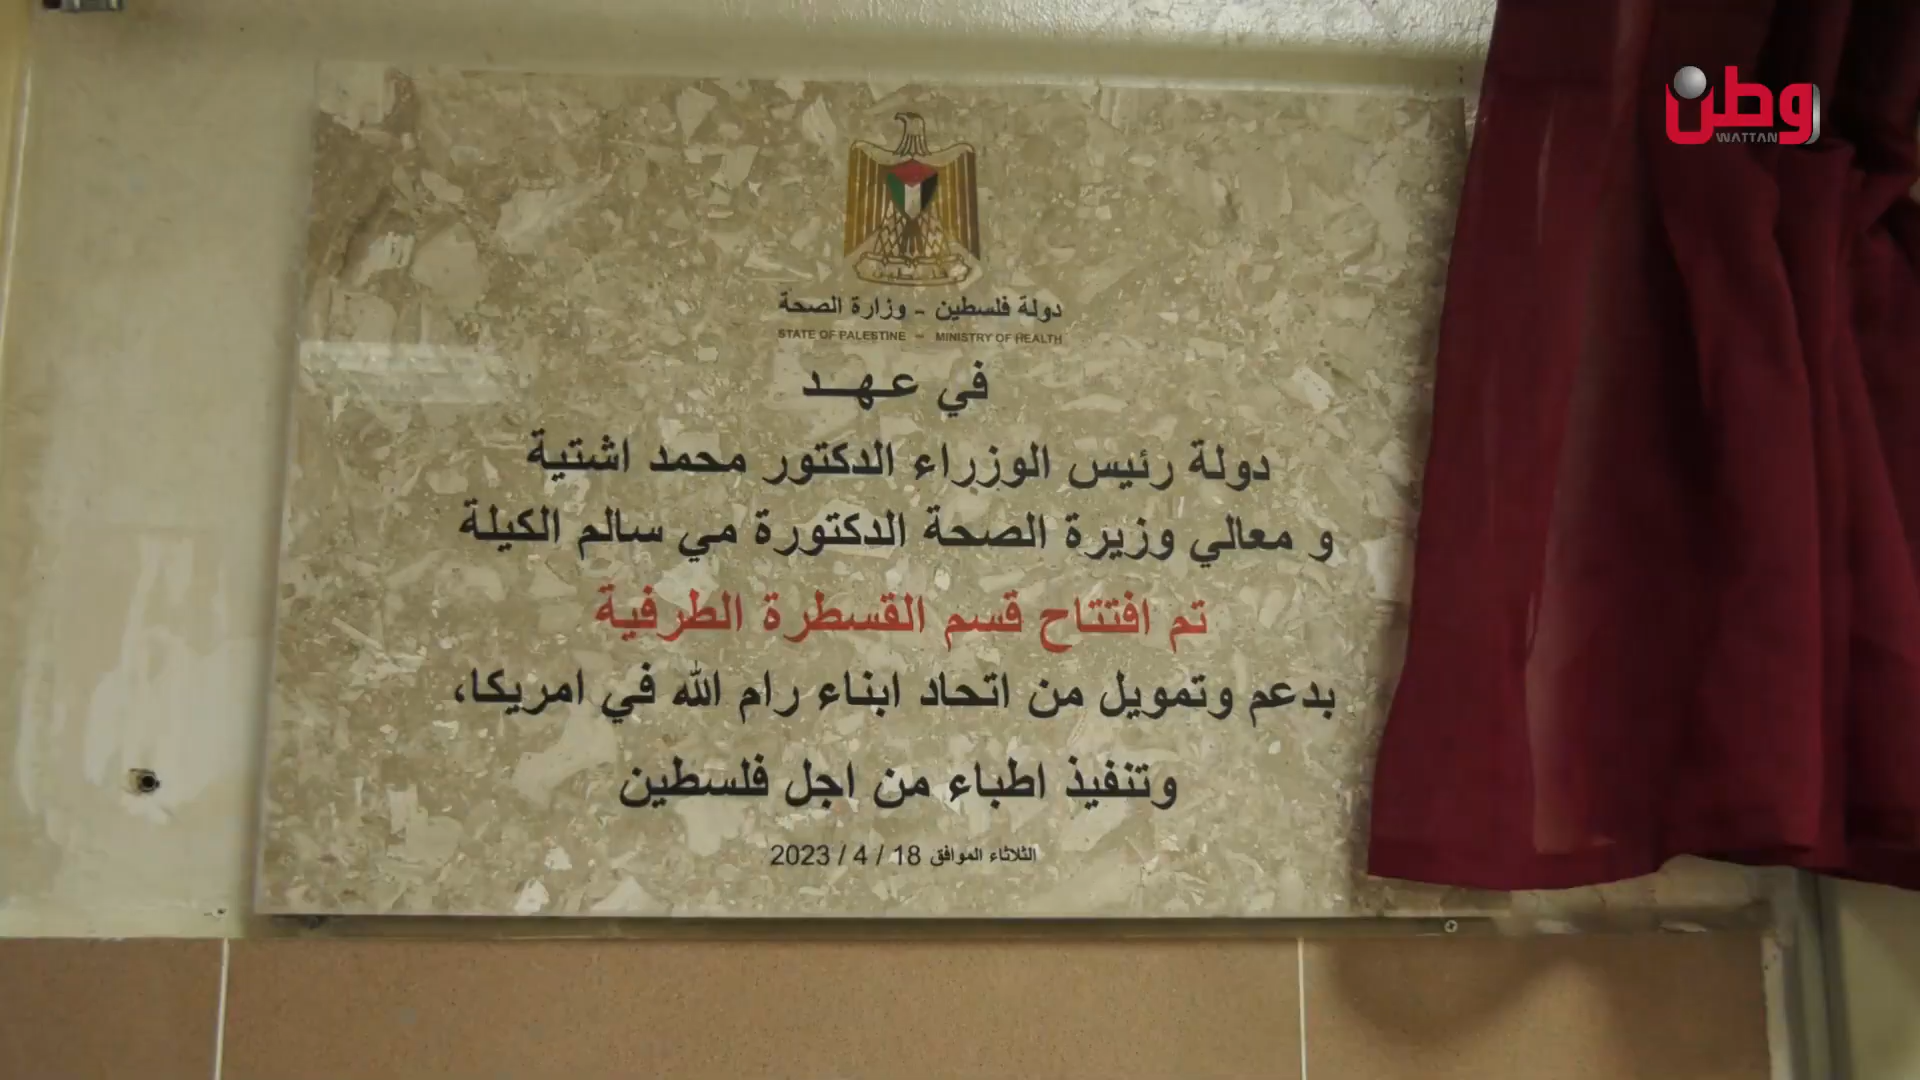 وطن
WATTAN
دولة فلسطين - وزارة الصحة
STATE OF PALESTINE - MINISTRY OF HEALTH
في عهد
دولة رئيس الوزراء الدكتور محمد اشتية
و معالي وزيرة الصحة الدكتورة مي سالم الكيلة
تم افتتاح قسم القسطرة الطرفية
بدعم وتمويل من اتحاد ابناء رام الله في امريكا،
وتنفيذ اطباء من اجل فلسطين
الثلاثاء الموافق 18 / 4 / 2023